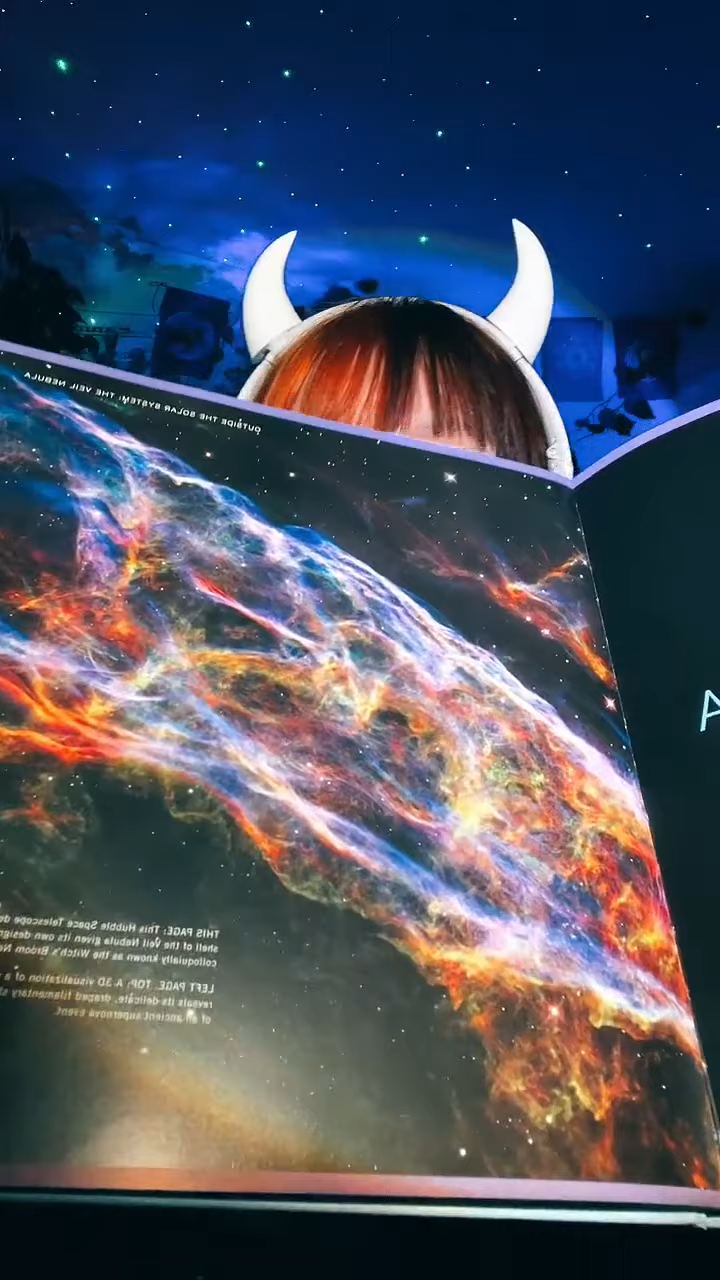 OUTSIDE THE SOLAR SYSTEM: THE VEIL NEBULA
THIS PAGE: This Hubble Space Telescope
shell of the Veil Nebula given its own design
colloquially known as the Witch's Broom
LEFT PAGE, TOP: A 3D visualization of a
reveals its delicate, draped filamentary
of an ancient supernova event.
A